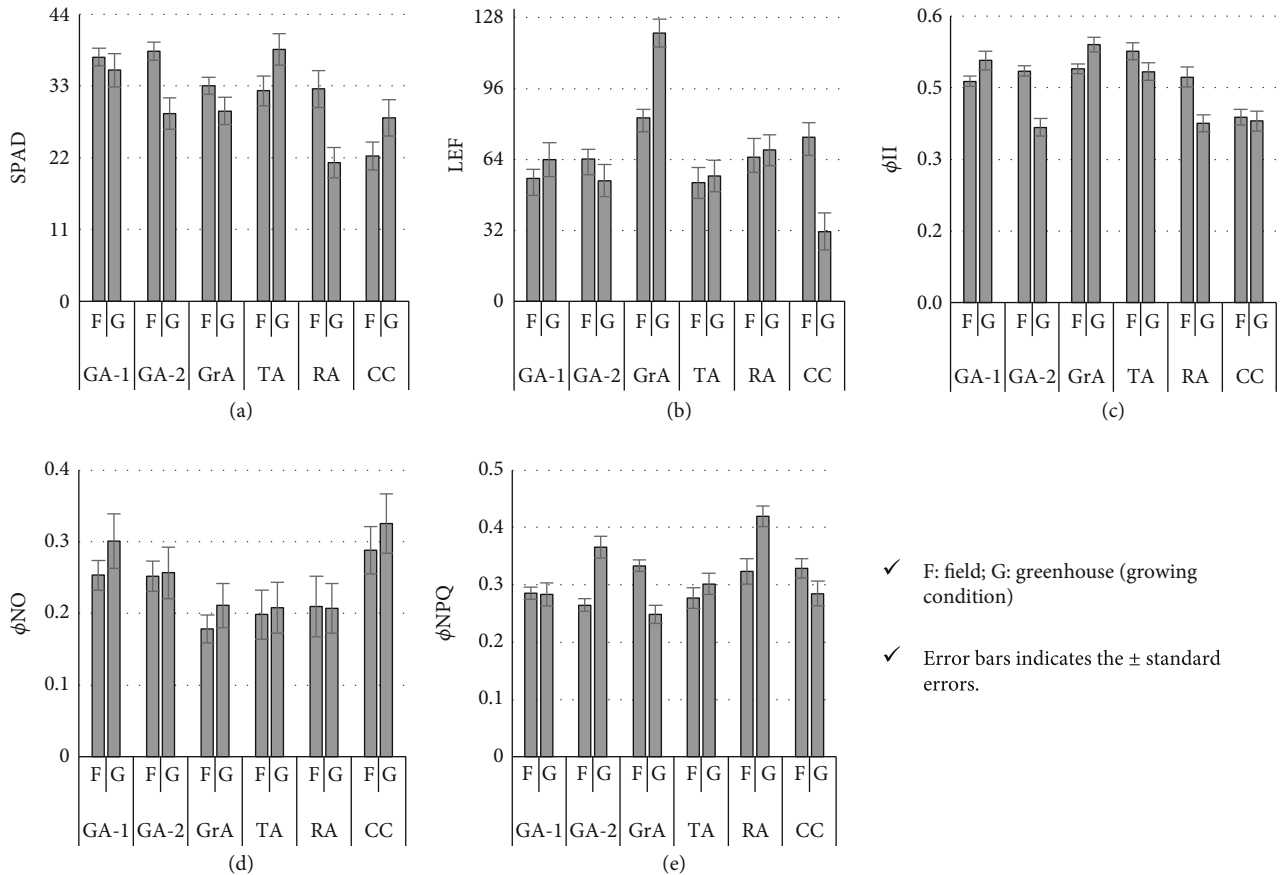 44
33
22
11
0
SPAD
F G F G F G F G F G F G
GA-1 GA-2 GrA TA RA CC
(a)
128
96
64
32
0
LEF
F G F G F G F G F G F G
GA-1 GA-2 GrA TA RA CC
(b)
0.6
0.5
0.3
0.2
0.0
ϕII
F G F G F G F G F G F G
GA-1 GA-2 GrA TA RA CC
(c)
0.4
0.3
0.2
0.1
0
ϕNO
F G F G F G F G F G F G
GA-1 GA-2 GrA TA RA CC
(d)
0.5
0.4
0.3
0.2
0.1
0
ϕNPQ
F G F G F G F G F G F G
GA-1 GA-2 GrA TA RA CC
(e)
✓ F: field; G: greenhouse (growing
condition)
✓ Error bars indicates the ± standard
errors.